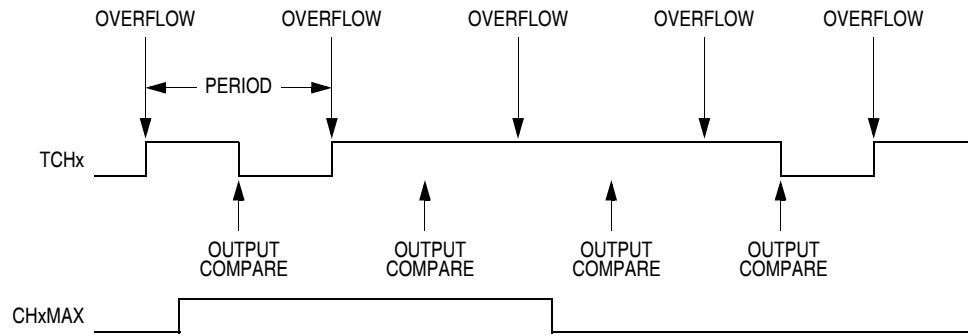 OVERFLOW OVERFLOW OVERFLOW OVERFLOW OVERFLOW
PERIOD
TCHx
OUTPUT OUTPUT OUTPUT OUTPUT
COMPARE COMPARE COMPARE COMPARE
CHxMAX